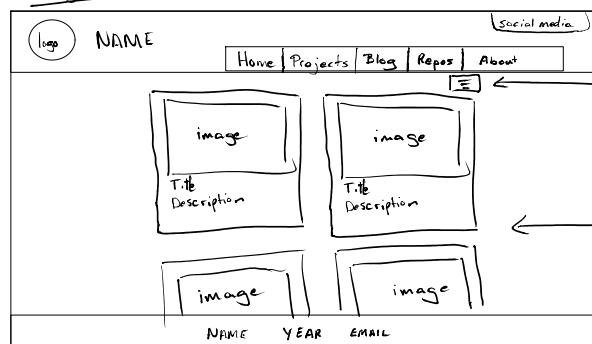 social media
logo NAME
Home Projects Blog Repos About
image image
Title Title
Description Description
image image
NAME YEAR EMAIL